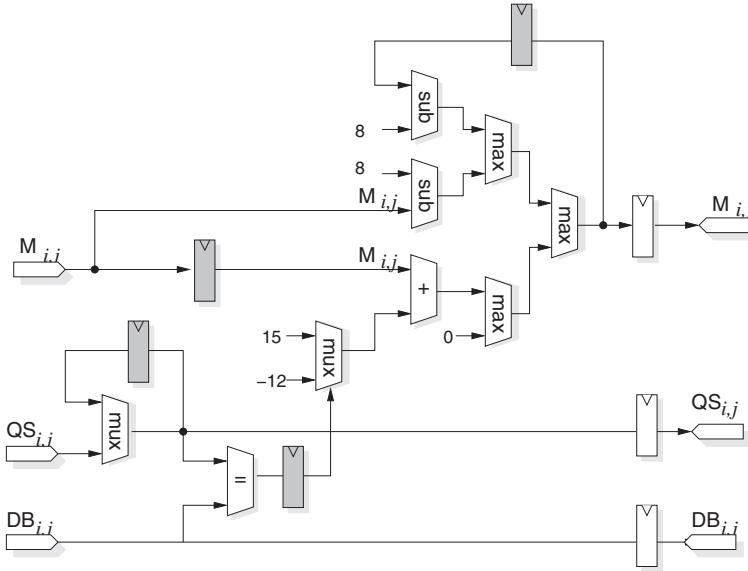 sub
8
max
8
M i,j
sub
M i,
max
M i,j
M i,j
+
max
15
0
mux
–12
QS i,j
mux
QS i,j
=
DB i,j
DB i,j